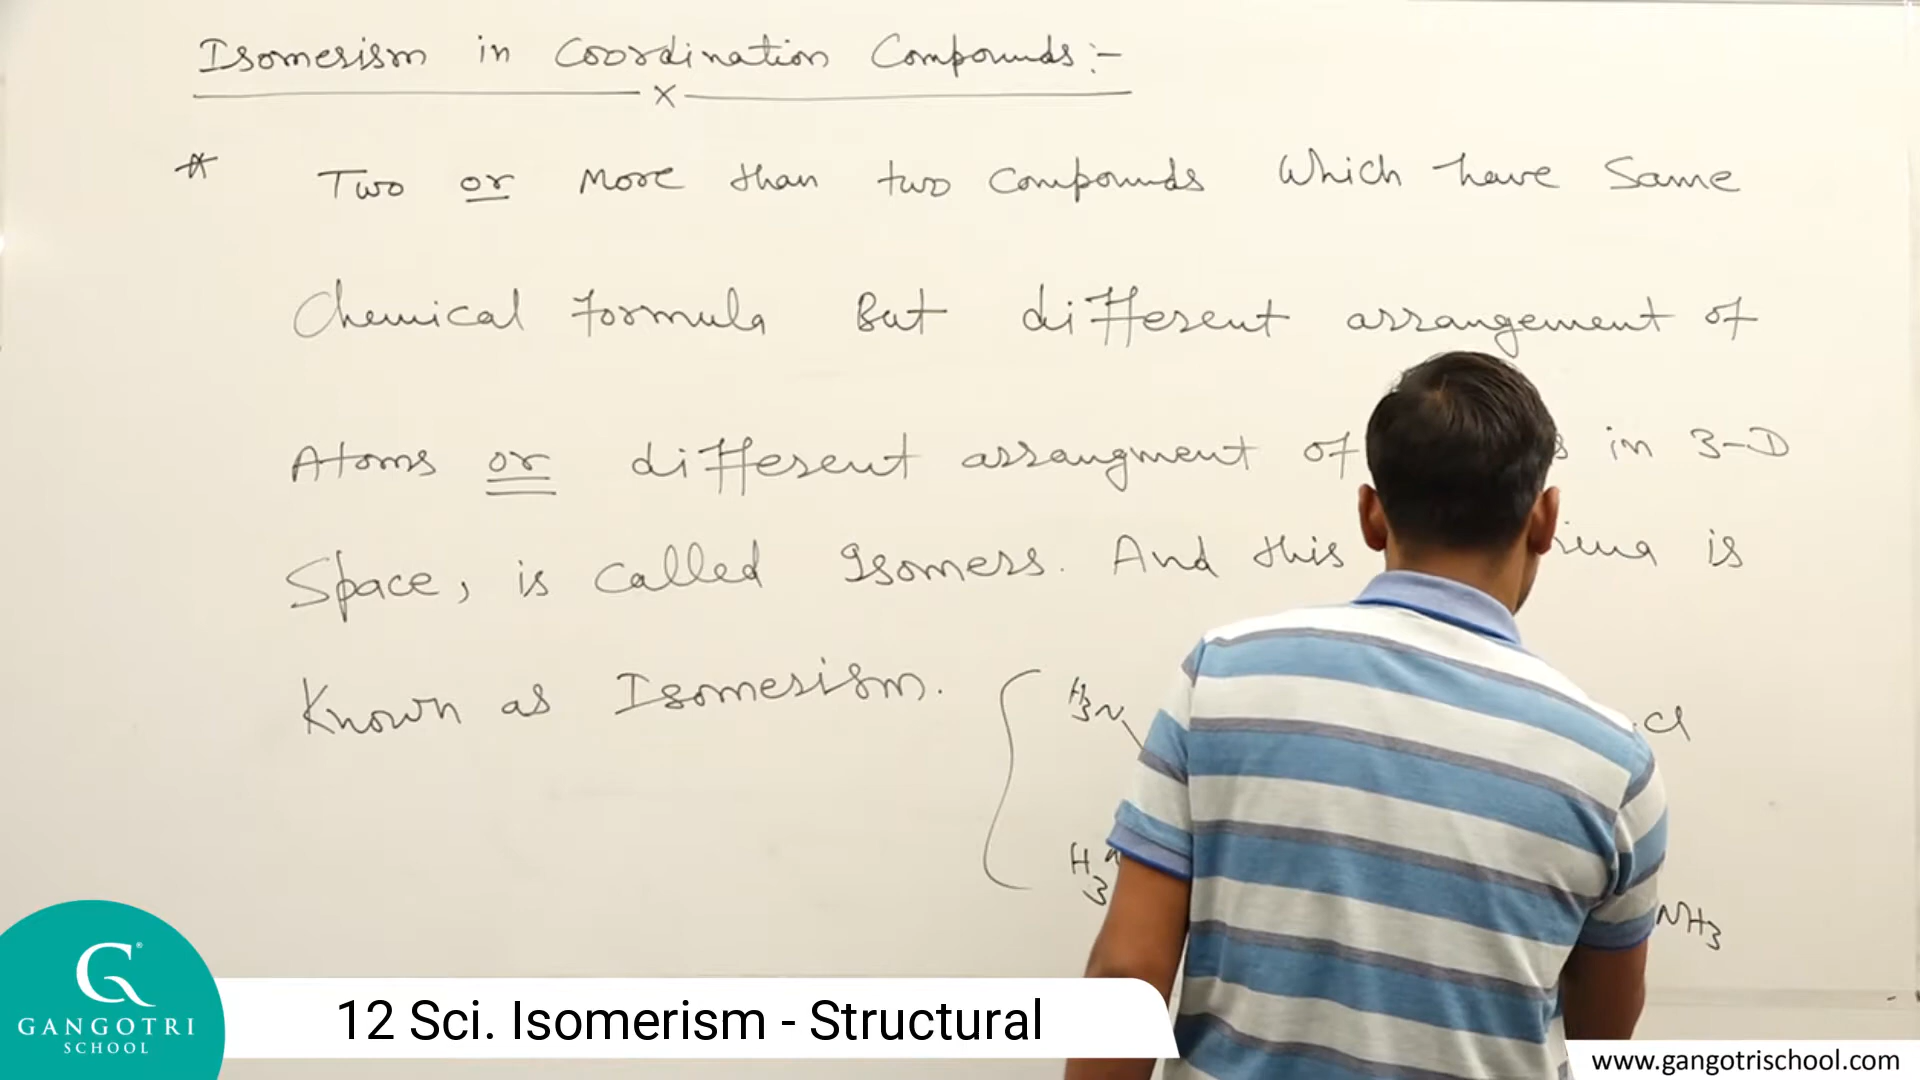 Isomerism in Coordination Compounds:-
x
* Two or More than two Compounds Which have Same
Chemical formula But different arrangement of
Atoms or different arrangment of in 3-D
Space, is called Isomers. And this is
Known as Isomerism.
H3N Cl
H3 NH3
G
GANGOTRI
SCHOOL
12 Sci. Isomerism - Structural
www.gangotrischool.com